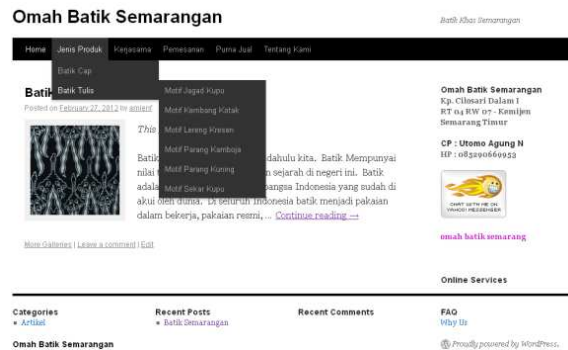 Omah Batik Semarangan
Batik Khas Semarangan
Home Jenis Produk Kerjasama Pemesanan Purna Jual Tentang Kami
Batik Cap
Batik Tulis
Motif Jagad Kupu
Motif Kembang Kotak
Motif Lereng Kresan
Motif Parang Kamboja
Motif Parang Kuning
Motif Sekar Kupu
Batik
Posted on February 27, 2012 by
This
Batik dahulu kita. Batik Mempunyai
nilai sejarah di negeri ini. Batik
adala bangsa Indonesia yang sudah di
akui oleh dunia. Di seluruh Indonesia batik menjadi pakaian
dalam bekerja, pakaian resmi, ... Continue reading →
More Galleries | Leave a comment | Edit
Omah Batik Semarangan
Kp. Cilosari Dalam I
RT 04 RW 07 - Kemijen
Semarang Timur
CP : Utomo Agung N
HP : 083290669953
CHAT WITH ME ON
YAHOO! MESSENGER
omah batik semarang
Online Services
Categories
Artikel
Recent Posts
Batik Semarangan
Recent Comments
FAQ
Why Us
Omah Batik Semarangan
Proudly powered by WordPress.